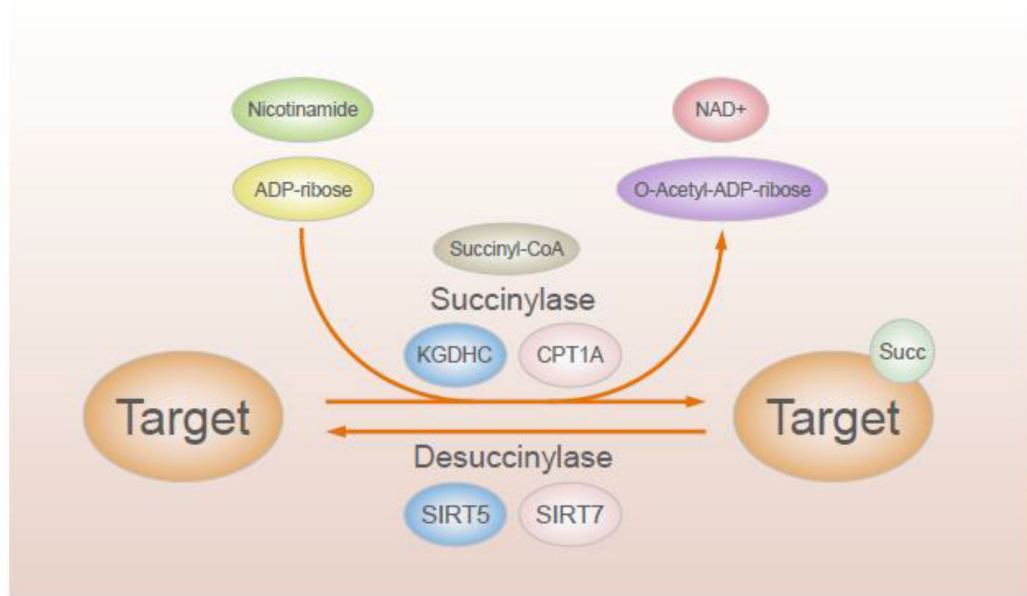 Nicotinamide
NAD+
ADP-ribose
O-Acetyl-ADP-ribose
Succinyl-CoA
Succinylase
KGDHC
CPT1A
Succ
Target
Target
Desuccinylase
SIRT5
SIRT7